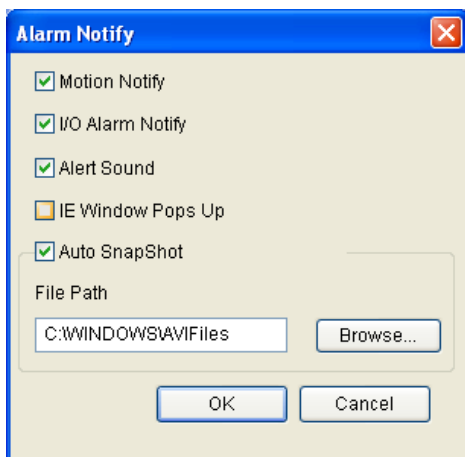 Alarm Notify
Motion Notify
I/O Alarm Notify
Alert Sound
IE Window Pops Up
Auto SnapShot
File Path
C:\WINDOWS\AVIFiles
Browse...
OK
Cancel